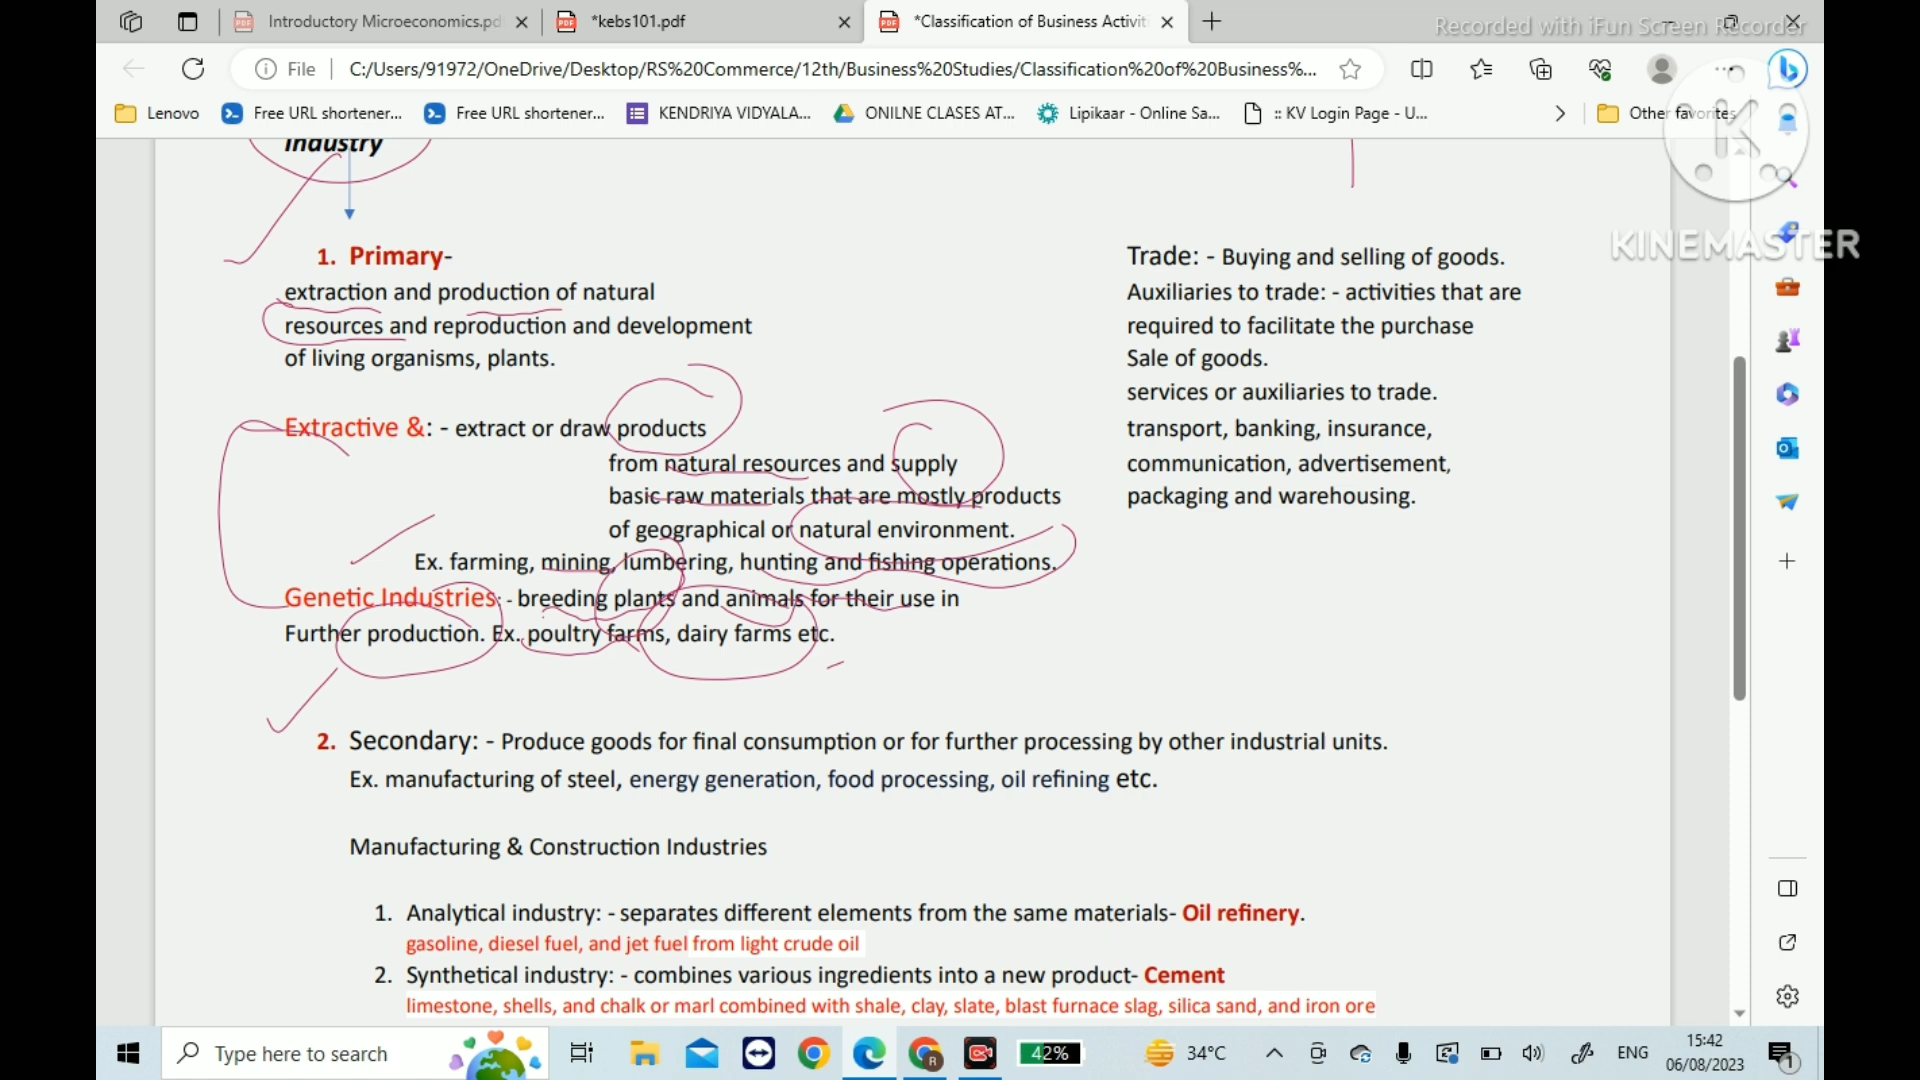 Introductory Microeconomics.pd
*kebs101.pdf
*Classification of Business Activiti
Recorded with iFun Screen Recorder
File
C:/Users/91972/OneDrive/Desktop/RS%20Commerce/12th/Business%20Studies/Classification%20of%20Business%...
Lenovo
Free URL shortener...
Free URL shortener...
KENDRIYA VIDYALA...
ONILNE CLASES AT...
Lipikaar - Online Sa...
:: KV Login Page - U...
Other favorites
KINEMASTER
Industry
1. Primary-
extraction and production of natural
resources and reproduction and development
of living organisms, plants.
Extractive &: - extract or draw products
from natural resources and supply
basic raw materials that are mostly products
of geographical or natural environment.
Ex. farming, mining, lumbering, hunting and fishing operations.
Genetic Industries: - breeding plants and animals for their use in
Further production. Ex. poultry farms, dairy farms etc.
Trade: - Buying and selling of goods.
Auxiliaries to trade: - activities that are
required to facilitate the purchase
Sale of goods.
services or auxiliaries to trade.
transport, banking, insurance,
communication, advertisement,
packaging and warehousing.
2. Secondary: - Produce goods for final consumption or for further processing by other industrial units.
Ex. manufacturing of steel, energy generation, food processing, oil refining etc.
Manufacturing & Construction Industries
1. Analytical industry: - separates different elements from the same materials- Oil refinery.
gasoline, diesel fuel, and jet fuel from light crude oil
2. Synthetical industry: - combines various ingredients into a new product- Cement
limestone, shells, and chalk or marl combined with shale, clay, slate, blast furnace slag, silica sand, and iron ore
Type here to search
42%
34°C
ENG
15:42
06/08/2023
1